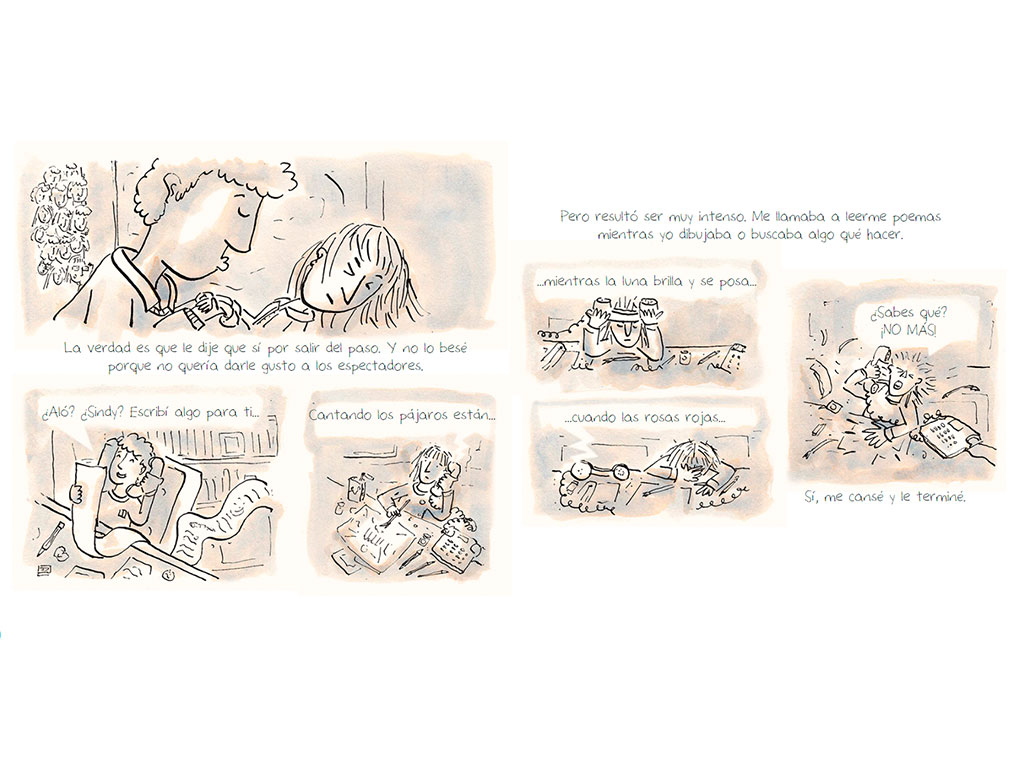 La verdad es que le dije que sí por salir del paso. Y no lo besé
porque no quería darle gusto a los espectadores.
¿Aló? ¿Sindy? Escribí algo para ti...
Cantando los pájaros están...
Pero resultó ser muy intenso. Me llamaba a leerme poemas
mientras yo dibujaba o buscaba algo qué hacer.
...mientras la luna brilla y se posa...
...cuando las rosas rojas...
¿Sabes qué?
¡NO MÁS!
Sí, me cansé y le terminé.